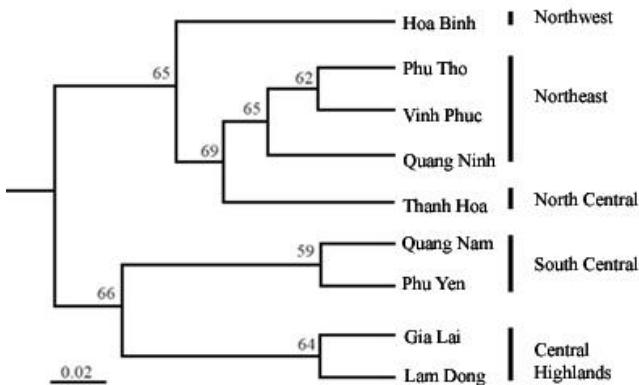 Hoa Binh
Northwest
65
Phu Tho
62
Northeast
65
Vinh Phuc
69
Quang Ninh
Thanh Hoa
North Central
59
Quang Nam
South Central
66
Phu Yen
64
Gia Lai
Central
Highlands
Lam Dong
0.02